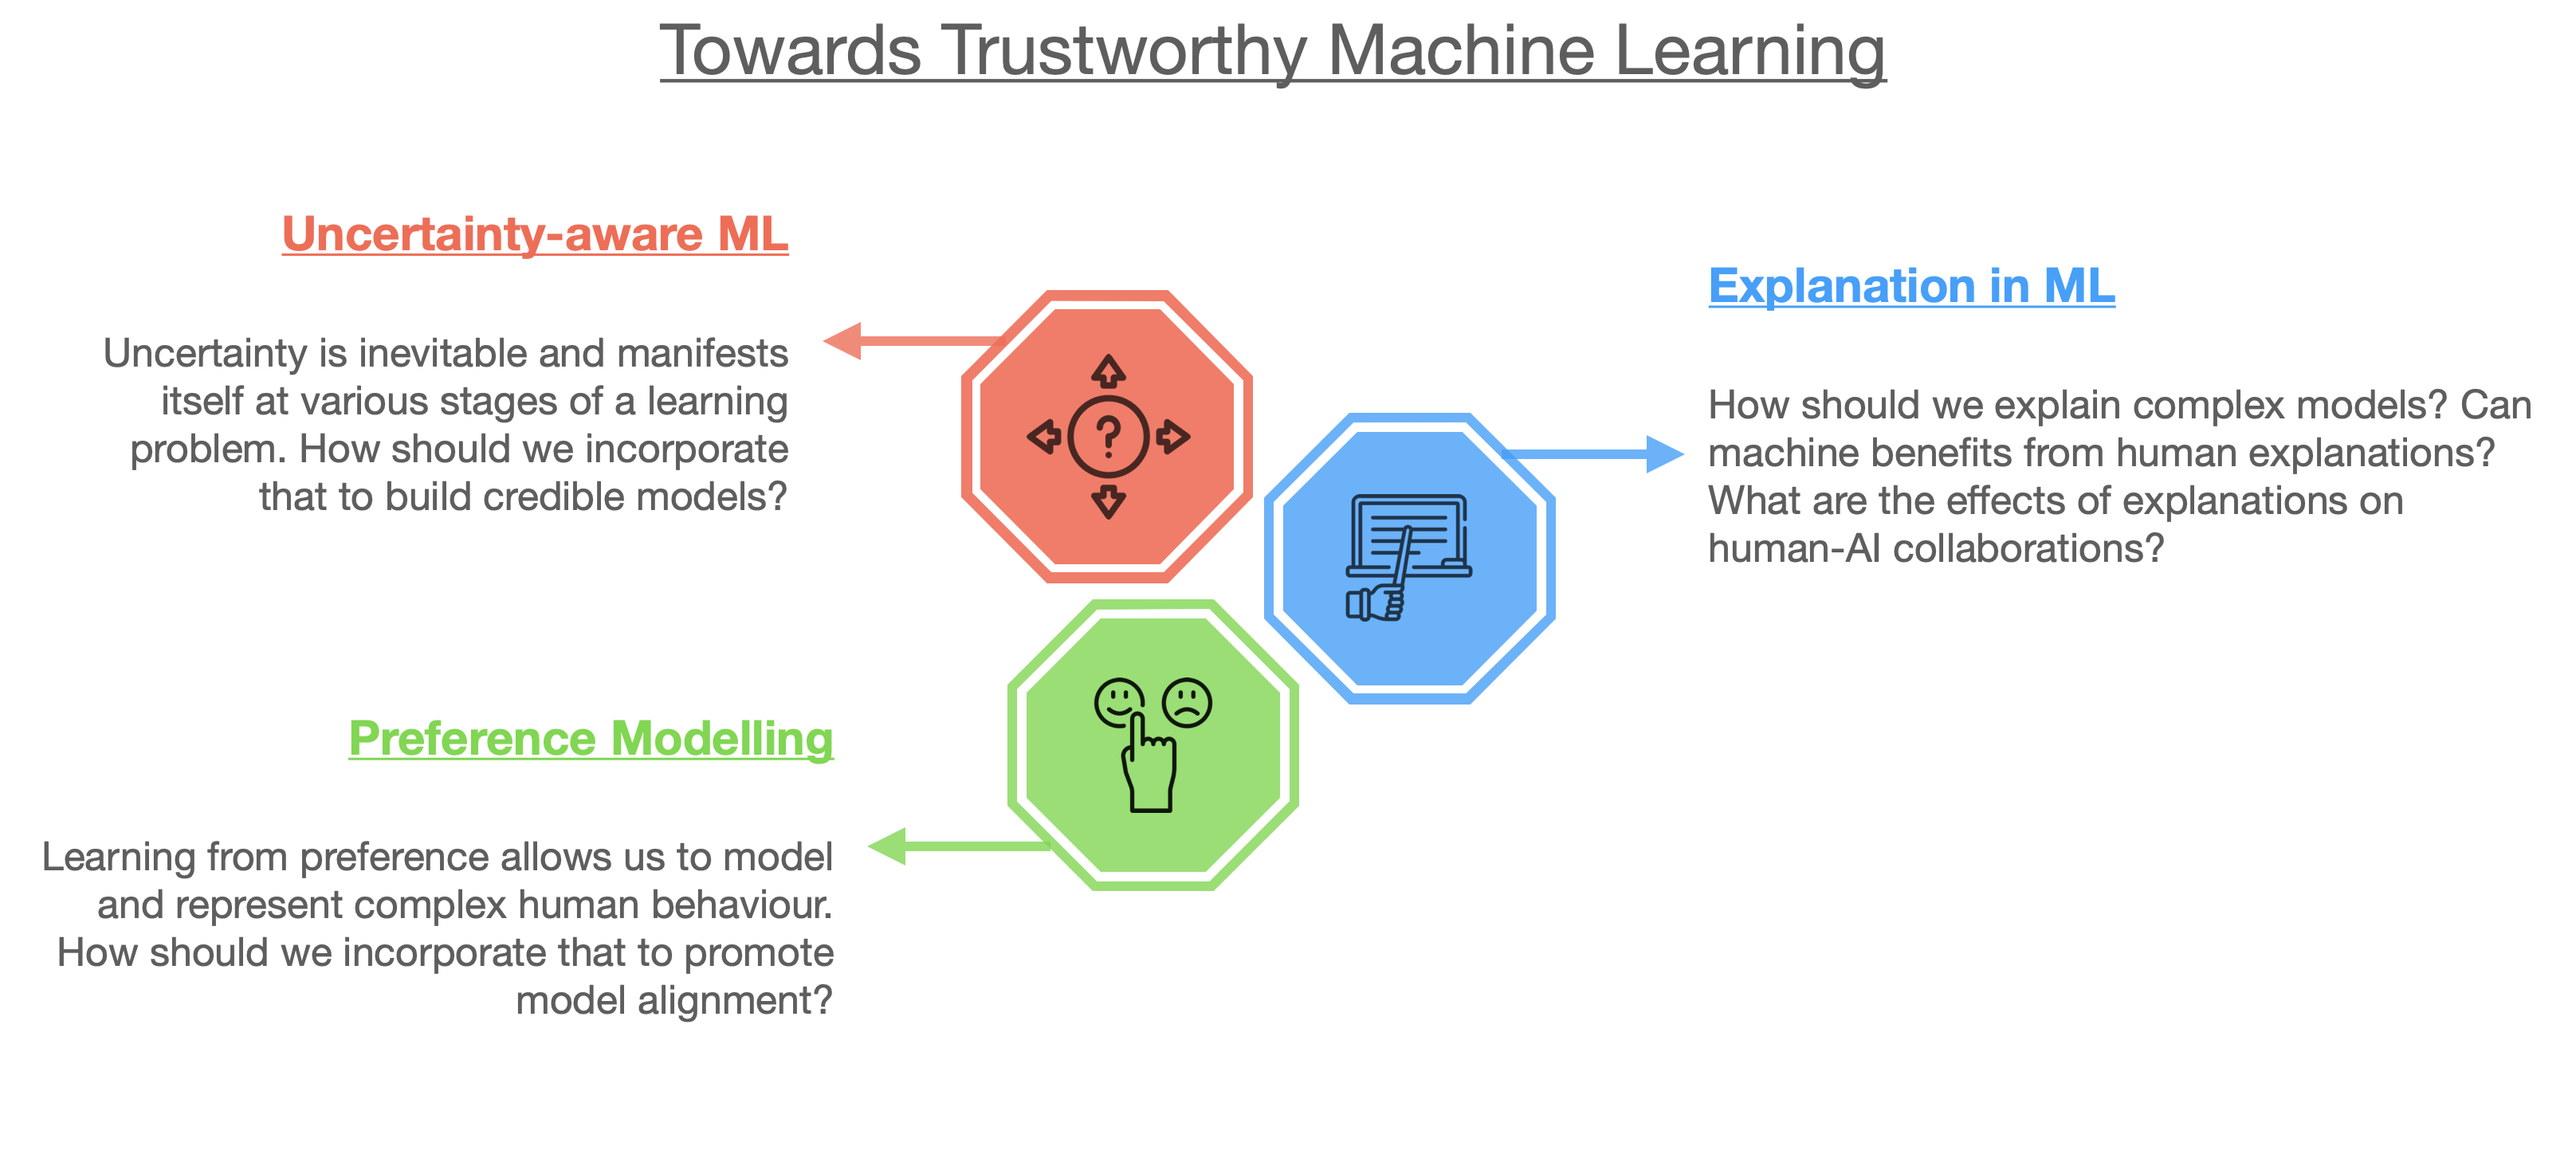 Towards Trustworthy Machine Learning
Uncertainty-aware ML
Uncertainty is inevitable and manifests
itself at various stages of a learning
problem. How should we incorporate
that to build credible models?
?
Explanation in ML
How should we explain complex models? Can
machine benefits from human explanations?
What are the effects of explanations on
human-AI collaborations?
Preference Modelling
Learning from preference allows us to model
and represent complex human behaviour.
How should we incorporate that to promote
model alignment?